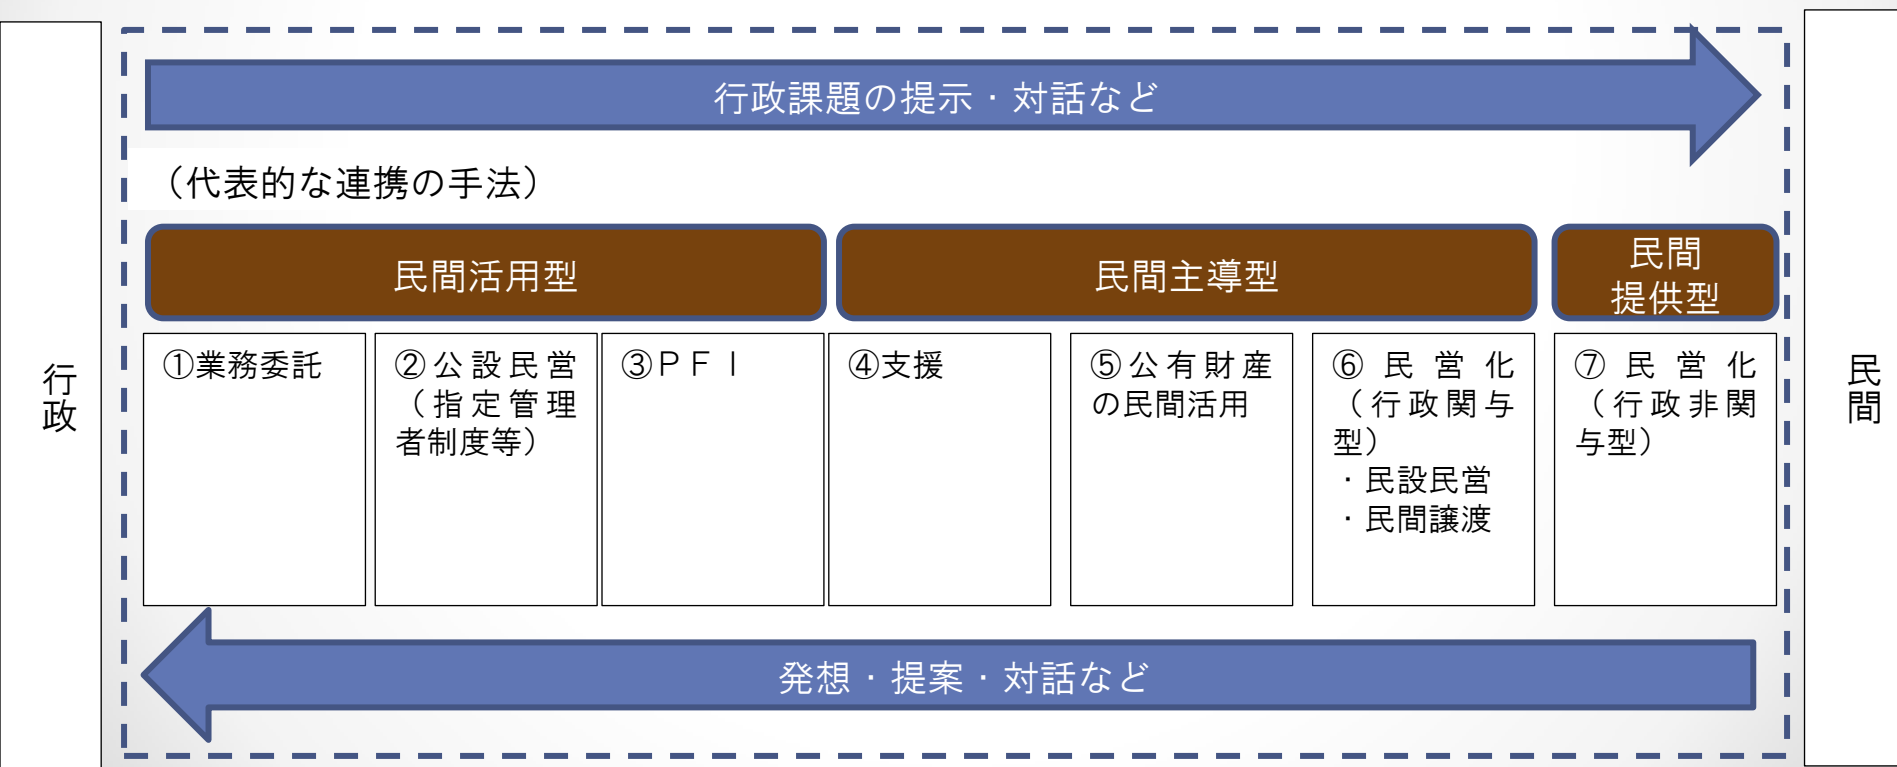 行政課題の提示・対話など
（代表的な連携の手法）
民間活用型
民間主導型
民間
提供型
行政
①業務委託
②公設民営
（指定管理
者制度等）
③ＰＦＩ
④支援
⑤公有財産
の民間活用
⑥民営化
（行政関与
型）
・民設民営
・民間譲渡
⑦民営化
（行政非関
与型）
民間
発想・提案・対話など